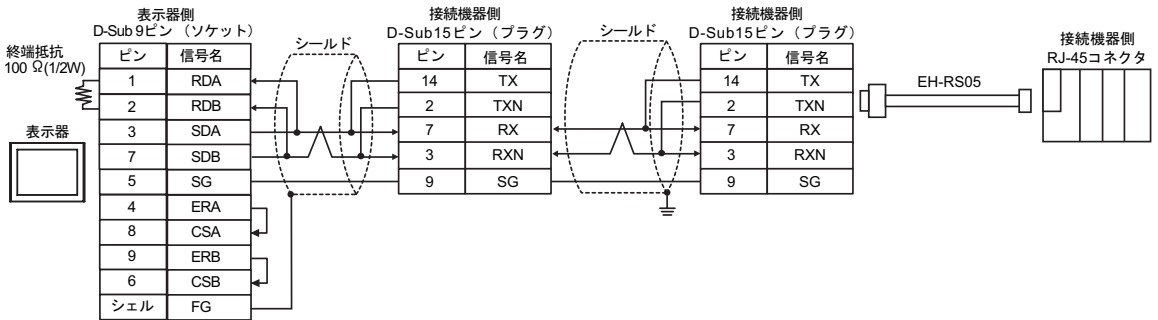 終端抵抗
100 Ω(1/2W)
表示器
表示器側
D-Sub 9ピン （ソケット）
ピン 信号名
1 RDA
2 RDB
3 SDA
7 SDB
5 SG
4 ERA
8 CSA
9 ERB
6 CSB
シェル FG
シールド
接続機器側
D-Sub15ピン（プラグ）
ピン 信号名
14 TX
2 TXN
7 RX
3 RXN
9 SG
シールド
接続機器側
D-Sub15ピン（プラグ）
ピン 信号名
14 TX
2 TXN
7 RX
3 RXN
9 SG
EH-RS05
接続機器側
RJ-45コネクタ